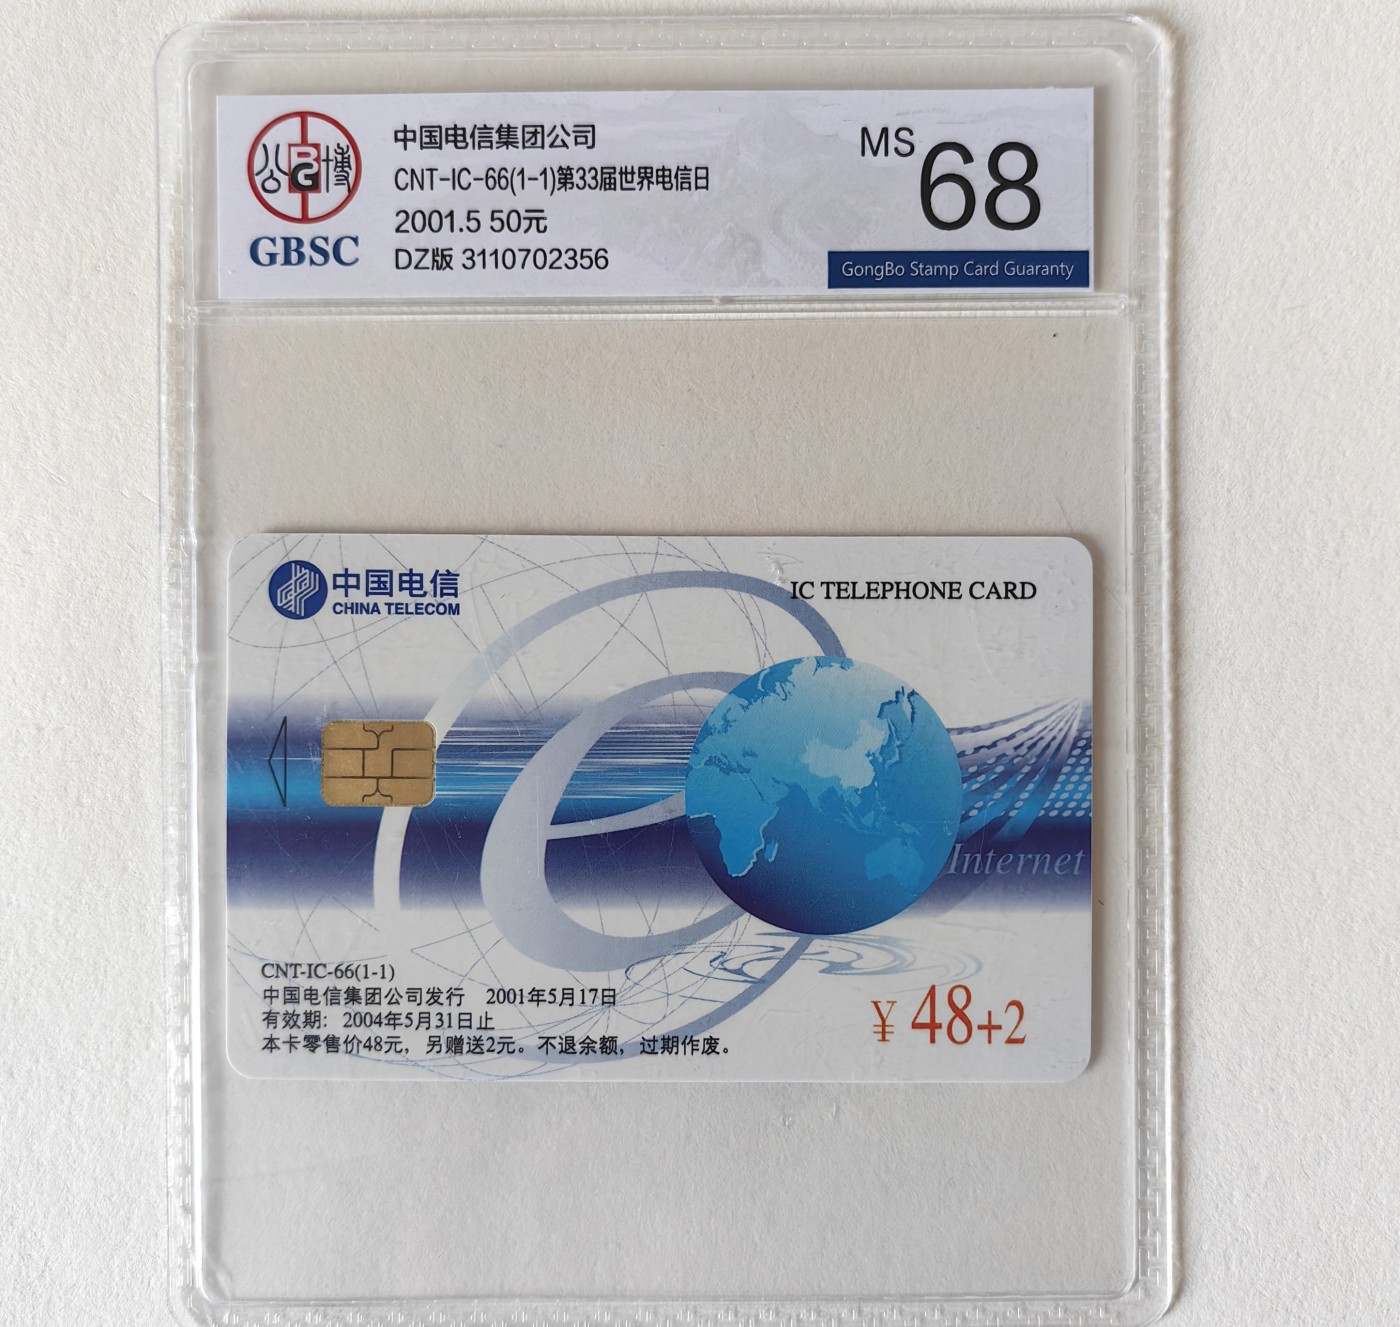 公博
BG
GBSC
中国电信集团公司
CNT-IC-66(1-1)第33届世界电信日
2001.5 50元
DZ版 3110702356
MS 68
GongBo Stamp Card Guaranty
中国电信
CHINA TELECOM
IC TELEPHONE CARD
Internet
CNT-IC-66(1-1)
中国电信集团公司发行 2001年5月17日
有效期: 2004年5月31日止
本卡零售价48元，另赠送2元。不退余额，过期作废。
¥ 48+2